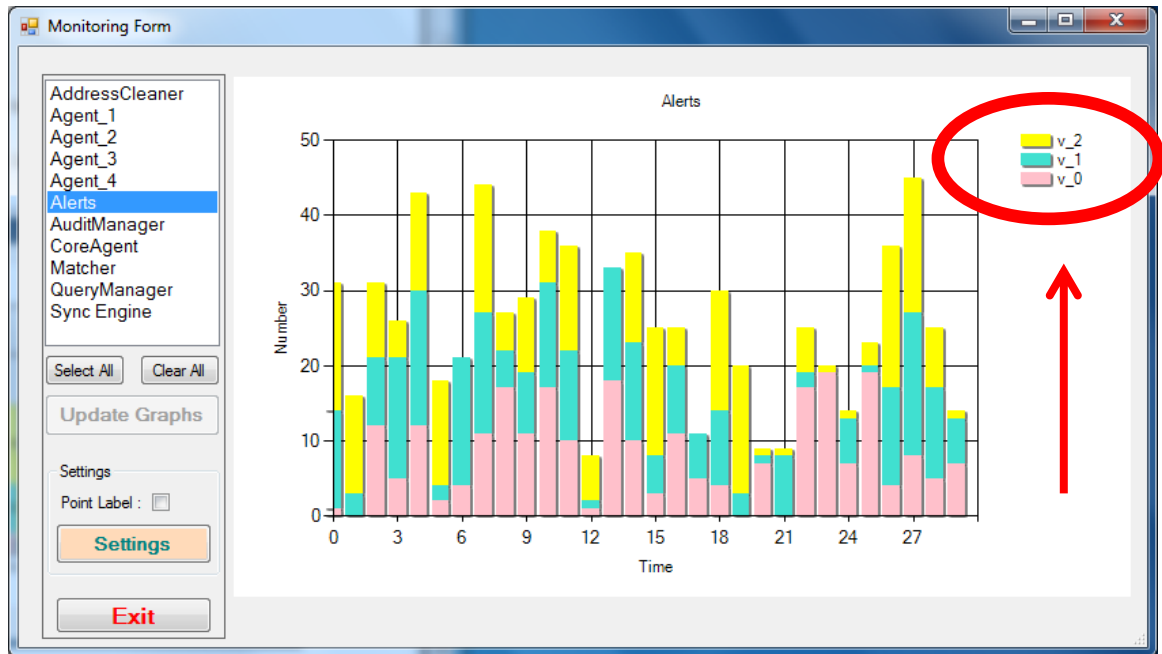 Monitoring Form
AddressCleaner
Agent_1
Agent_2
Agent_3
Agent_4
Alerts
AuditManager
CoreAgent
Matcher
QueryManager
Sync Engine
Select All Clear All
Update Graphs
Settings
Point Label :
Settings
Exit
Alerts
v_2
v_1
v_0
50
40
30
20
10
0
Number
0 3 6 9 12 15 18 21 24 27
Time